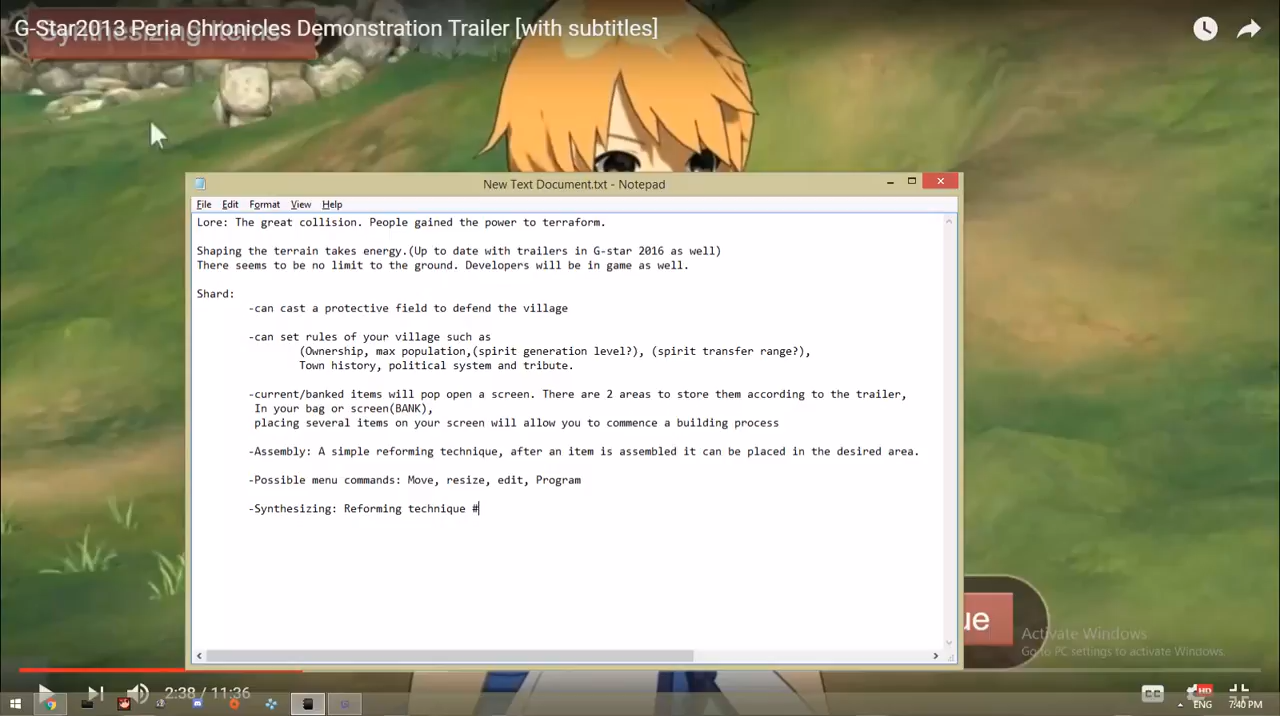 G-Star2013 Peria Chronicles Demonstration Trailer [with subtitles]
Synthesizing Items
New Text Document.txt - Notepad
File Edit Format View Help
Lore: The great collision. People gained the power to terraform.
Shaping the terrain takes energy.(Up to date with trailers in G-star 2016 as well)
There seems to be no limit to the ground. Developers will be in game as well.
Shard:
-can cast a protective field to defend the village
-can set rules of your village such as
(Ownership, max population,(spirit generation level?), (spirit transfer range?),
Town history, political system and tribute.
-current/banked items will pop open a screen. There are 2 areas to store them according to the trailer,
In your bag or screen(BANK),
placing several items on your screen will allow you to commence a building process
-Assembly: A simple reforming technique, after an item is assembled it can be placed in the desired area.
-Possible menu commands: Move, resize, edit, Program
-Synthesizing: Reforming technique #
ue
Activate Windows
Go to PC settings to activate Windows.
2:38 / 11:36
CC
HD
ENG
7:40 PM